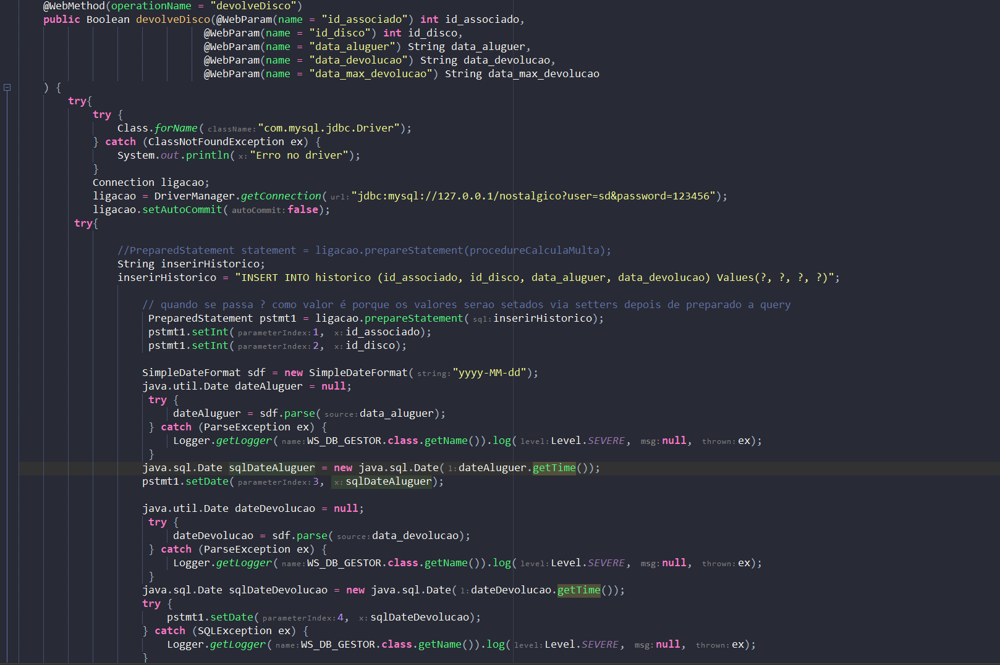 @WebMethod(operationName = "devolveDisco")
public Boolean devolveDisco(@WebParam(name = "id_associado") int id_associado,
@WebParam(name = "id_disco") int id_disco,
@WebParam(name = "data_aluguer") String data_aluguer,
@WebParam(name = "data_devolucao") String data_devolucao,
@WebParam(name = "data_max_devolucao") String data_max_devolucao
) {
try{
try {
Class.forName( className: "com.mysql.jdbc.Driver");
} catch (ClassNotFoundException ex) {
System.out.println( x: "Erro no driver");
}
Connection ligacao;
ligacao = DriverManager.getConnection( url: "jdbc:mysql://127.0.0.1/nostalgico?user=sd&password=123456");
ligacao.setAutoCommit( autoCommit: false);
try{
//PreparedStatement statement = ligacao.prepareStatement(procedureCalculaMulta);
String inserirHistorico;
inserirHistorico = "INSERT INTO historico (id_associado, id_disco, data_aluguer, data_devolucao) Values(?, ?, ?, ?)";
// quando se passa ? como valor é porque os valores serao setados via setters depois de preparado a query
PreparedStatement pstmt1 = ligacao.prepareStatement( sql: inserirHistorico);
pstmt1.setInt( parameterIndex: 1, x: id_associado);
pstmt1.setInt( parameterIndex: 2, x: id_disco);
SimpleDateFormat sdf = new SimpleDateFormat( string: "yyyy-MM-dd");
java.util.Date dateAluguer = null;
try {
dateAluguer = sdf.parse( source: data_aluguer);
} catch (ParseException ex) {
Logger.getLogger( name: WS_DB_GESTOR.class.getName()).log( level: Level.SEVERE, msg: null, thrown: ex);
}
java.sql.Date sqlDateAluguer = new java.sql.Date( l: dateAluguer.getTime());
pstmt1.setDate( parameterIndex: 3, x: sqlDateAluguer);
java.util.Date dateDevolucao = null;
try {
dateDevolucao = sdf.parse( source: data_devolucao);
} catch (ParseException ex) {
Logger.getLogger( name: WS_DB_GESTOR.class.getName()).log( level: Level.SEVERE, msg: null, thrown: ex);
}
java.sql.Date sqlDateDevolucao = new java.sql.Date( l: dateDevolucao.getTime());
try {
pstmt1.setDate( parameterIndex: 4, x: sqlDateDevolucao);
} catch (SQLException ex) {
Logger.getLogger( name: WS_DB_GESTOR.class.getName()).log( level: Level.SEVERE, msg: null, thrown: ex);
}